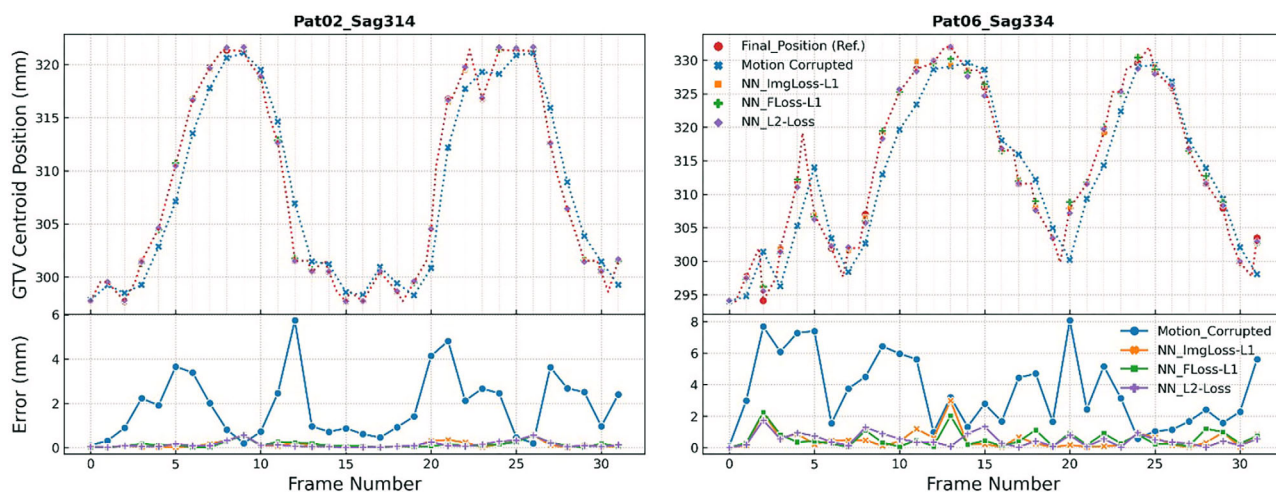 Pat02_Sag314
GTV Centroid Position (mm)
320
315
310
305
300
Error (mm)
6
4
2
0
0 5 10 15 20 25 30
Frame Number
Pat06_Sag334
Final_Position (Ref.)
Motion Corrupted
NN_ImgLoss-L1
NN_FLoss-L1
NN_L2-Loss
330
325
320
315
310
305
300
295
8
6
4
2
0
Motion_Corrupted
NN_ImgLoss-L1
NN_FLoss-L1
NN_L2-Loss
0 5 10 15 20 25 30
Frame Number